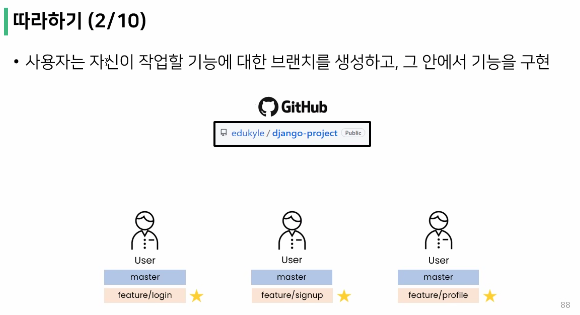 따라하기 (2/10)
• 사용자는 자신이 작업할 기능에 대한 브랜치를 생성하고, 그 안에서 기능을 구현
GitHub
edukyle / django-project Public
User User User
master master master
feature/login feature/signup feature/profile
88